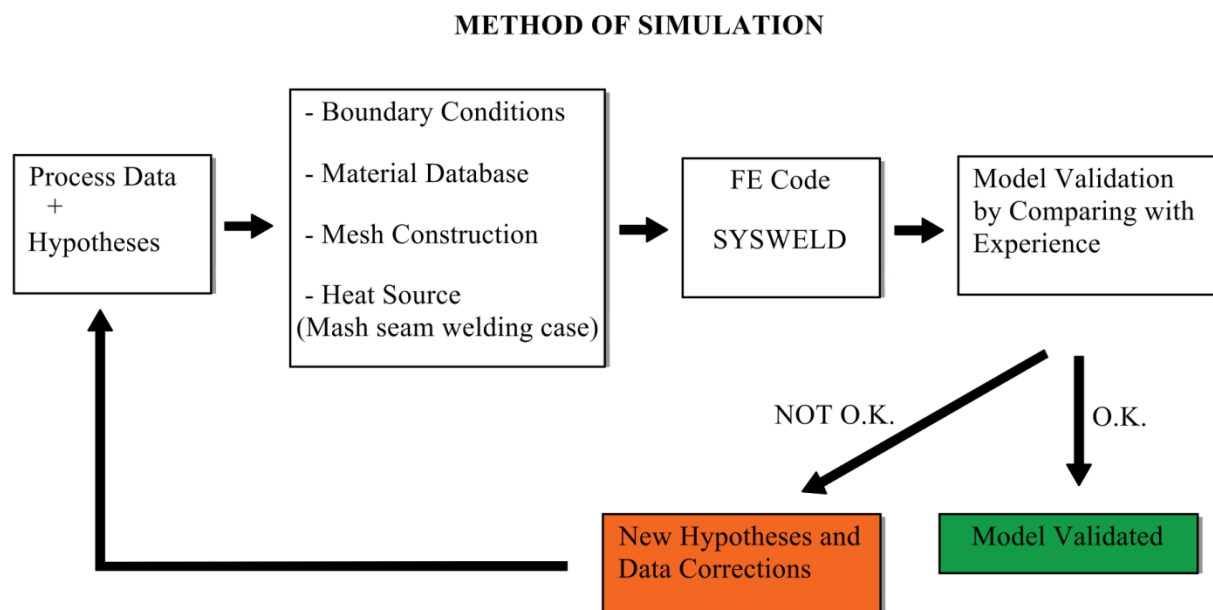 METHOD OF SIMULATION
Process Data
+
Hypotheses
- Boundary Conditions
- Material Database
- Mesh Construction
- Heat Source
(Mash seam welding case)
FE Code
SYSWELD
Model Validation
by Comparing with
Experience
NOT O.K.
O.K.
New Hypotheses and
Data Corrections
Model Validated